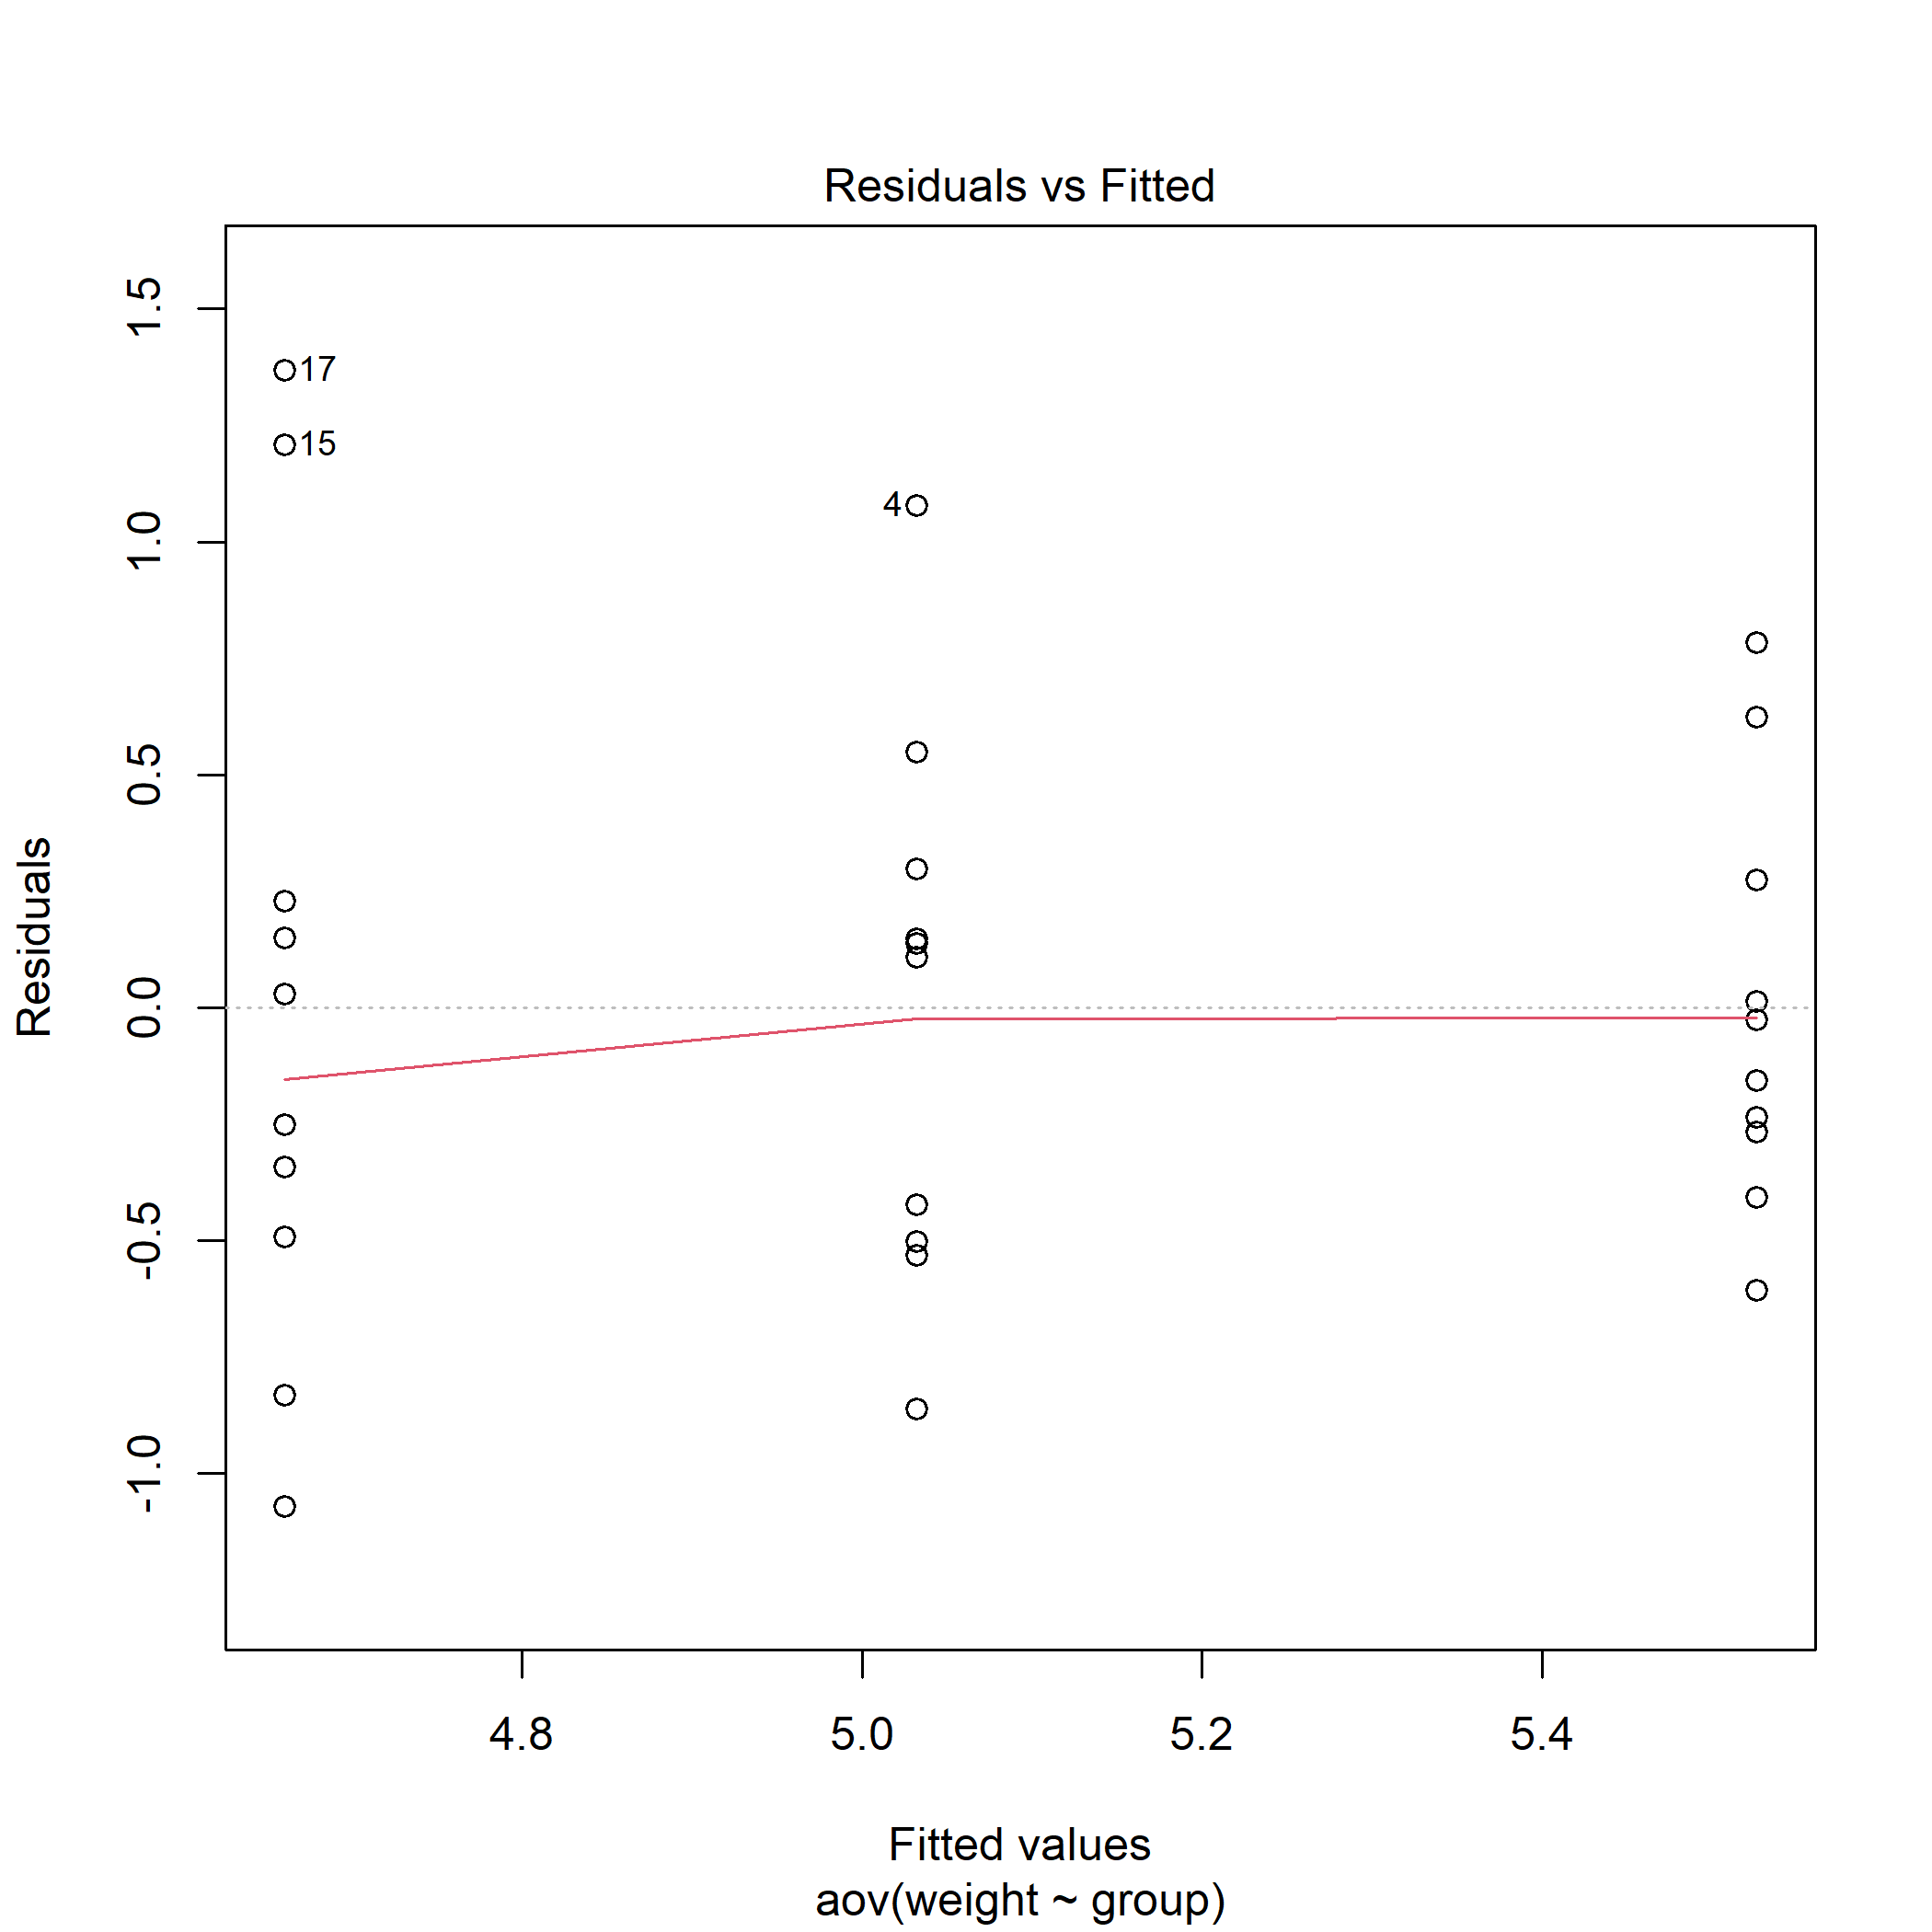 Residuals vs Fitted
Residuals
1.5
1.0
0.5
0.0
-0.5
-1.0
17
15
4
4.8 5.0 5.2 5.4
Fitted values
aov(weight ~ group)